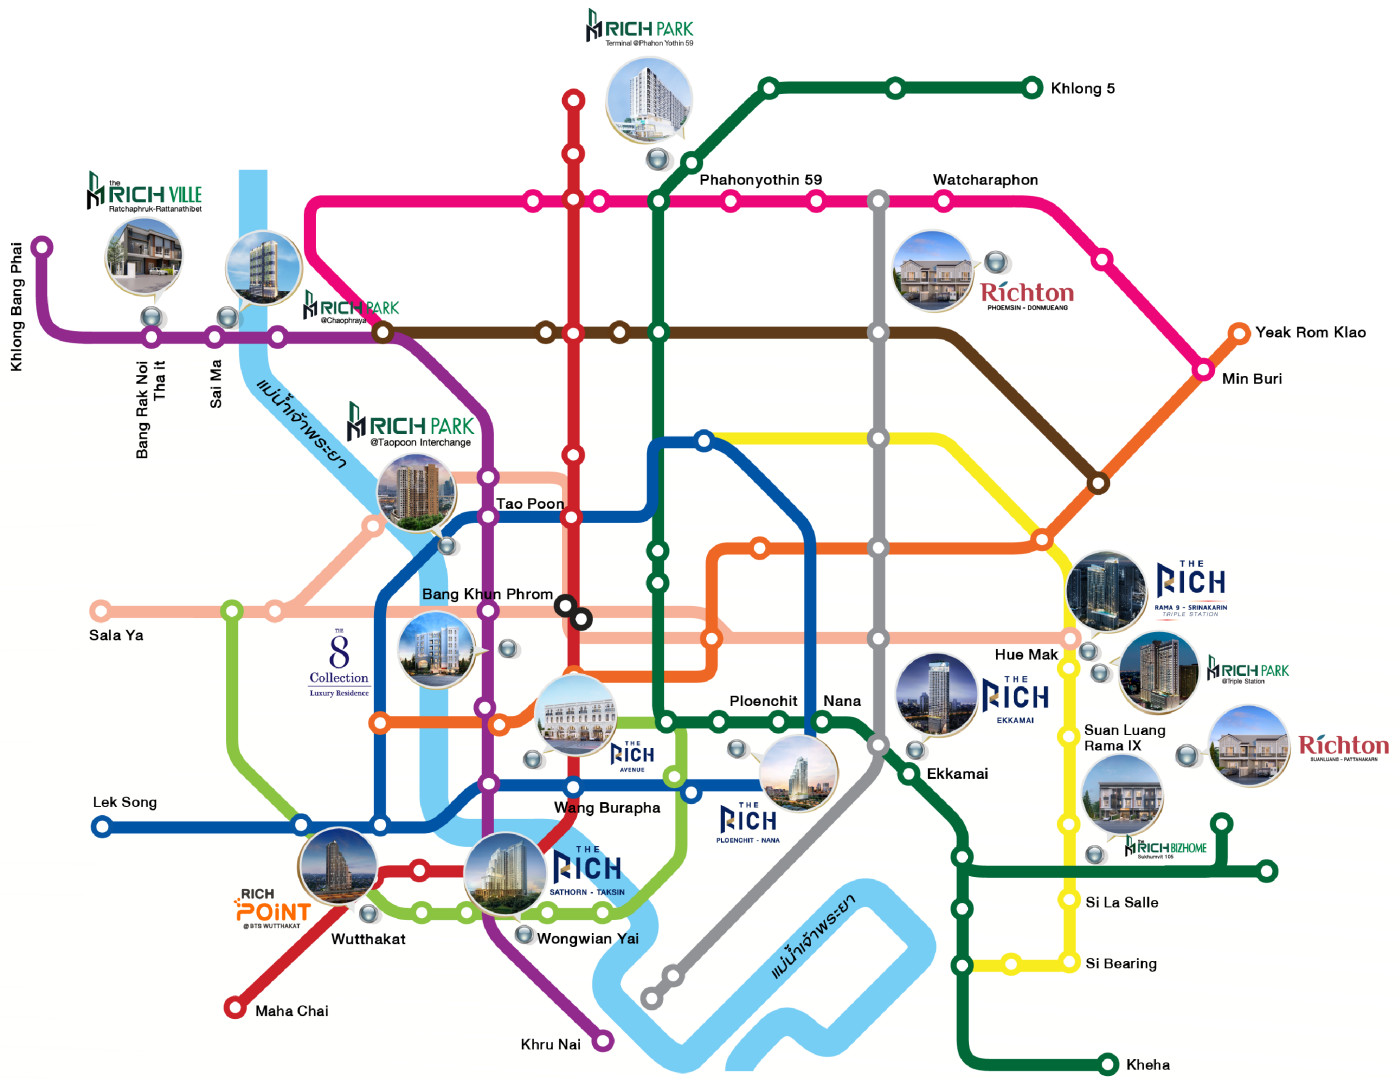 RICH PARK
Terminal @Phahon Yothin 59
Khlong 5
the
RICH VILLE
Ratchaphruk-Rattanathibet
Phahonyothin 59
Watcharaphon
Khlong Bang Phai
RICH PARK
@Chaophraya
Richton
PHOEMSIN - DONMUEANG
Yeak Rom Klao
Min Buri
Bang Rak Noi
Tha it
Sai Ma
แม่น้ำเจ้าพระยา
RICH PARK
@Taopoon Interchange
Tao Poon
Bang Khun Phrom
Sala Ya
THE
8
Collection
Luxury Residence
THE
RICH
RAMA 9 - SRINAKARIN
TRIPLE STATION
Hue Mak
RICH PARK
@Triple Station
THE
RICH
EKKAMAI
Ploenchit
Nana
Suan Luang
Rama IX
Richton
SUANLUANG - PATTANAKARN
THE
RICH
AVENUE
Ekkamai
Lek Song
Wang Burapha
THE
RICH
PLOENCHIT - NANA
The
RICH BIZHOME
Sukhumvit 105
THE
RICH
SATHORN - TAKSIN
RICH
POiNT
@ BTS WUTTHAKAT
Wutthakat
Wongwian Yai
แม่น้ำเจ้าพระยา
Si La Salle
Si Bearing
Maha Chai
Khru Nai
Kheha